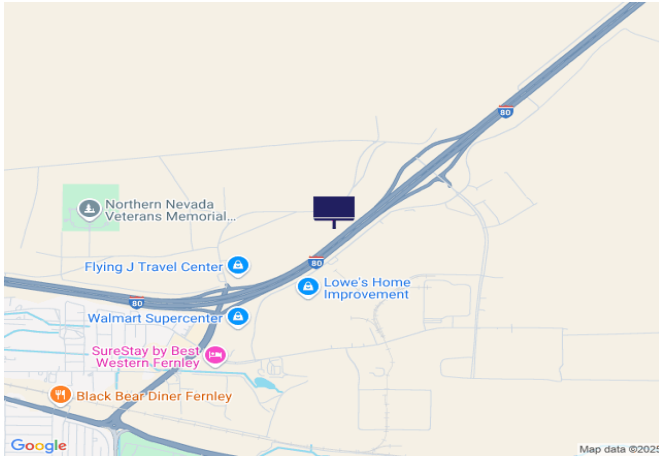 80
Northern Nevada
Veterans Memorial...
Flying J Travel Center
80
Lowe's Home
Improvement
80
Walmart Supercenter
SureStay by Best
Western Fernley
Black Bear Diner Fernley
Google
Map data ©2025